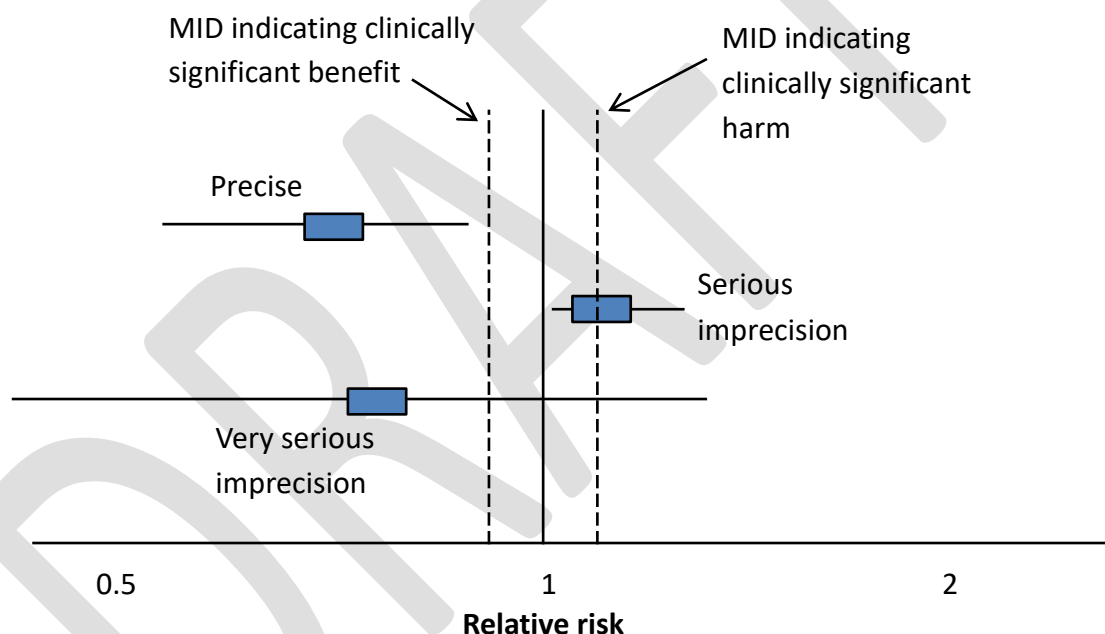 MID indicating clinically
significant benefit
MID indicating
clinically significant
harm
Precise
Serious
imprecision
Very serious
imprecision
0.5
1
2
Relative risk
DRAFT